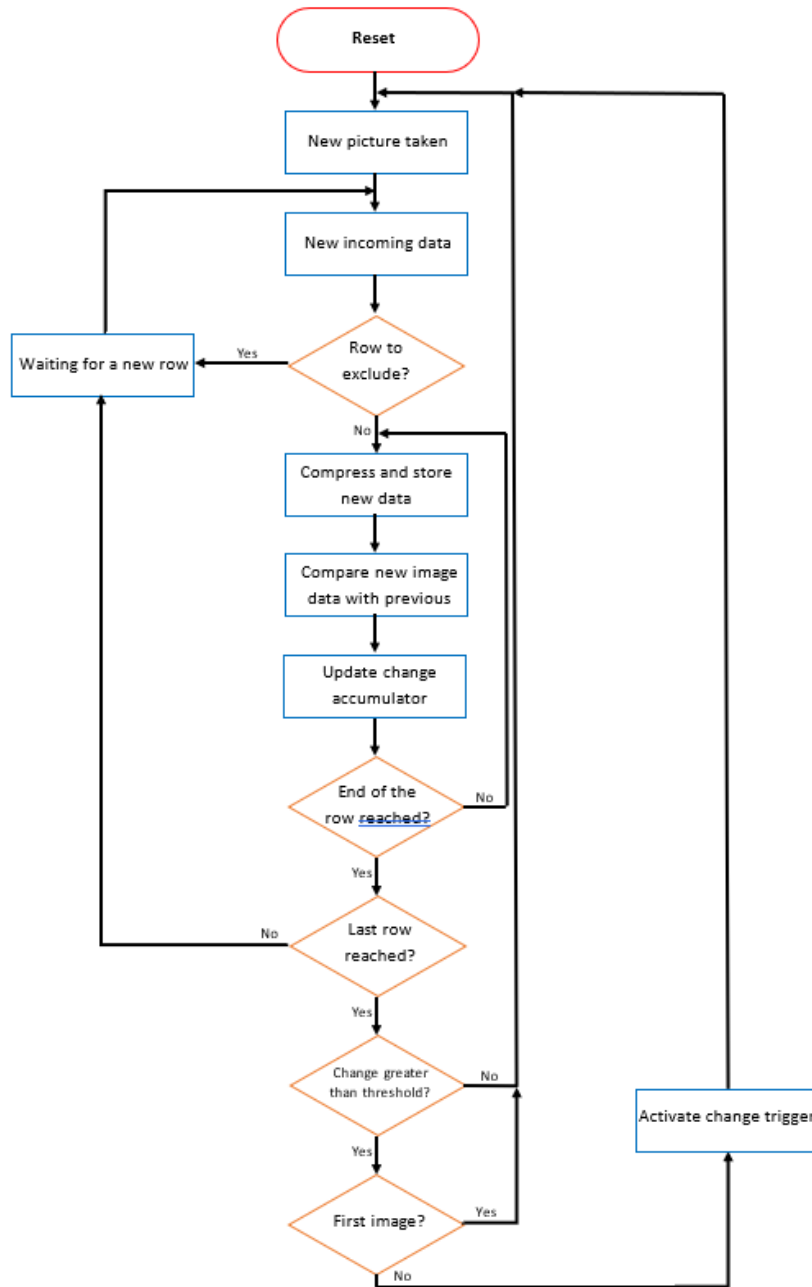 Reset
New picture taken
New incoming data
Waiting for a new row
Yes
Row to
exclude?
No
Compress and store
new data
Compare new image
data with previous
Update change
accumulator
End of the
row reached?
No
Yes
Last row
reached?
No
Yes
Change greater
than threshold?
No
Activate change trigger
Yes
First image?
Yes
No